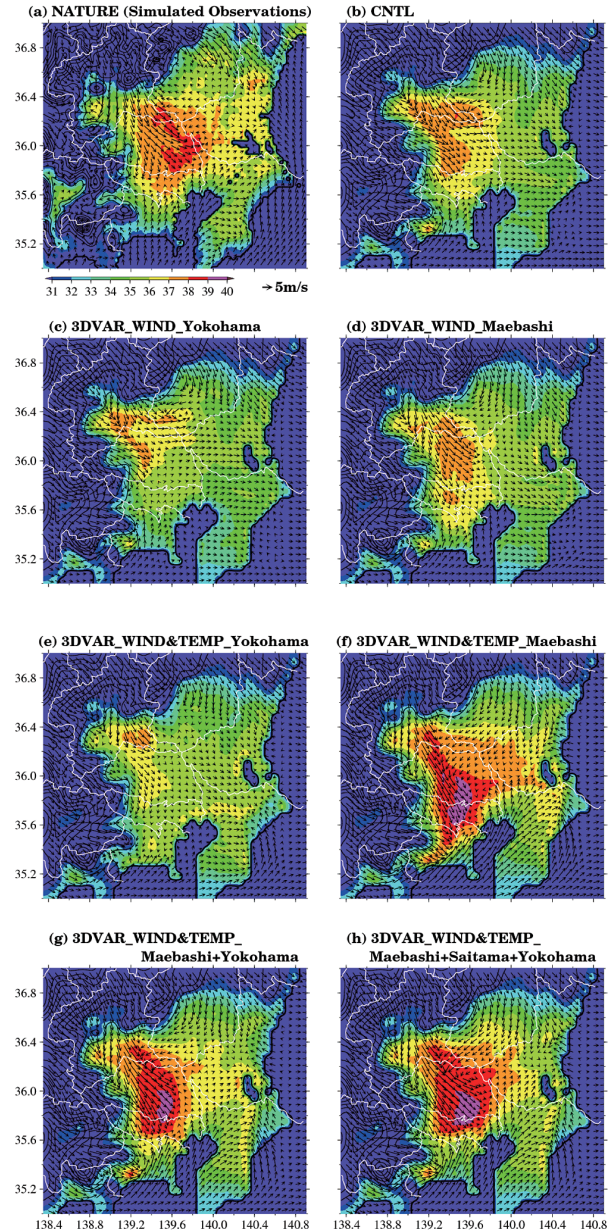 (a) NATURE (Simulated Observations)
(b) CNTL
36.8
36.4
36.0
35.6
35.2
31 32 33 34 35 36 37 38 39 40
5m/s
(c) 3DVAR_WIND_Yokohama
(d) 3DVAR_WIND_Maebashi
36.8
36.4
36.0
35.6
35.2
(e) 3DVAR_WIND&TEMP_Yokohama
(f) 3DVAR_WIND&TEMP_Maebashi
36.8
36.4
36.0
35.6
35.2
(g) 3DVAR_WIND&TEMP_
Maebashi+Yokohama
(h) 3DVAR_WIND&TEMP_
Maebashi+Saitama+Yokohama
36.8
36.4
36.0
35.6
35.2
138.4 138.8 139.2 139.6 140.0 140.4 140.8
138.4 138.8 139.2 139.6 140.0 140.4 140.8